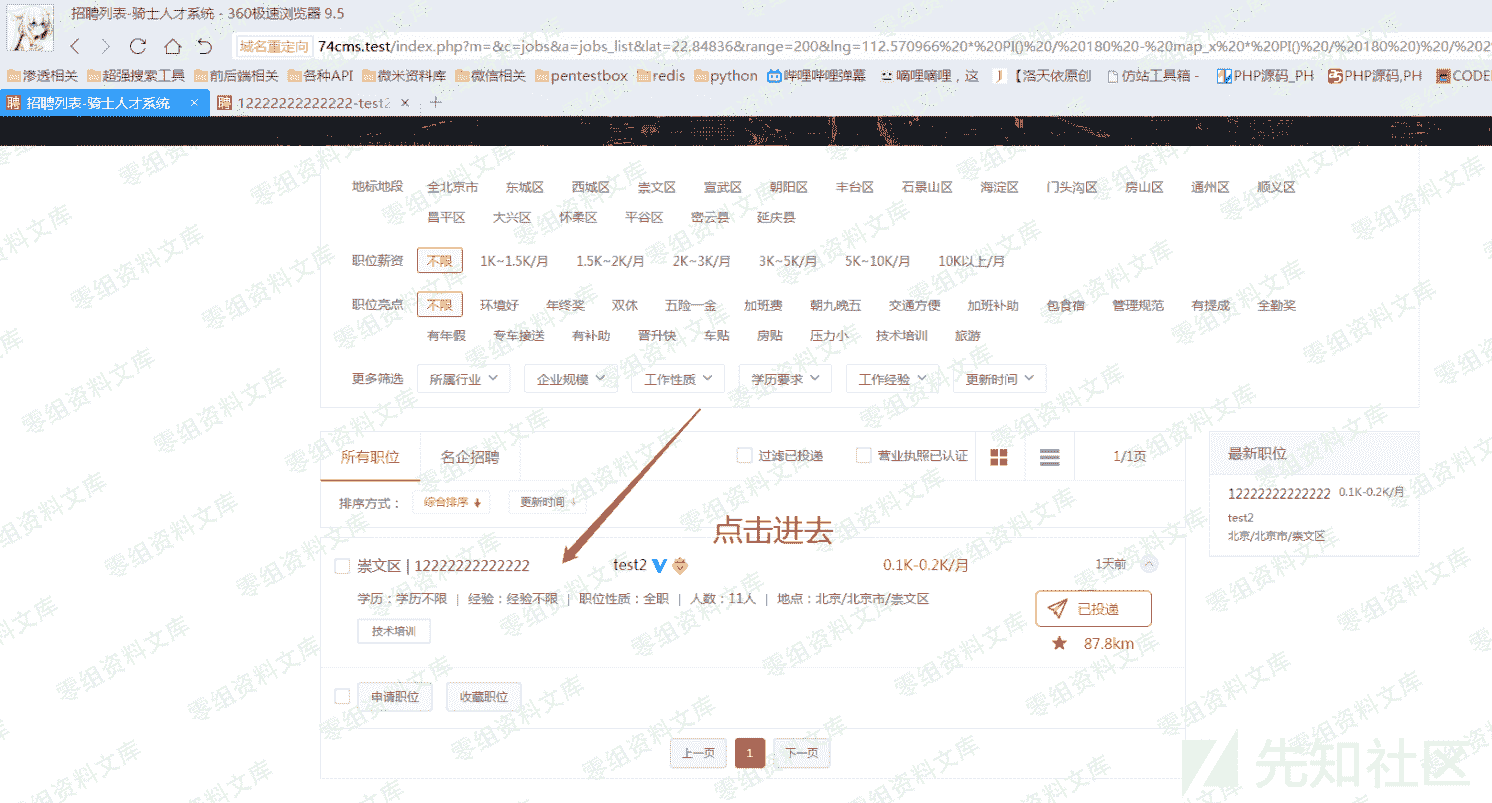 招聘列表-骑士人才系统 - 360极速浏览器 9.5
域名重定向 74cms.test/index.php?m=&c=jobs&a=jobs_list&lat=22.84836&range=200&lng=112.570966%20*%20PI()%20/%20180%20-%20map_x%20*%20PI()%20/%20180%20)%20/%202
渗透相关 超强搜索工具 前后端相关 各种API 微米资料库 微信相关 pentestbox redis python 哔哩哔哩弹幕 嘀哩嘀哩，这 【洛天依原创 仿站工具箱 - PHP源码_PH PHP源码,PH CODE
招聘列表-骑士人才系统 × 12222222222222-test2 × +
地标地段 全北京市 东城区 西城区 崇文区 宣武区 朝阳区 丰台区 石景山区 海淀区 门头沟区 房山区 通州区 顺义区
昌平区 大兴区 怀柔区 平谷区 密云县 延庆县
职位薪资 不限 1K~1.5K/月 1.5K~2K/月 2K~3K/月 3K~5K/月 5K~10K/月 10K以上/月
职位亮点 不限 环境好 年终奖 双休 五险一金 加班费 朝九晚五 交通方便 加班补助 包食宿 管理规范 有提成 全勤奖
有年假 专车接送 有补助 晋升快 车贴 房贴 压力小 技术培训 旅游
更多筛选 所属行业 企业规模 工作性质 学历要求 工作经验 更新时间
所有职位 名企招聘 过滤已投递 营业执照已认证 1/1页
最新职位
排序方式： 综合排序 更新时间
12222222222222 0.1K-0.2K/月
test2
北京/北京市/崇文区
点击进去
崇文区 | 12222222222222 test2 0.1K-0.2K/月 1天前
学历：学历不限 | 经验：经验不限 | 职位性质：全职 | 人数：11人 | 地点：北京/北京市/崇文区
已投递
技术培训
87.8km
申请职位 收藏职位
上一页 1 下一页
零组资料文库
先知社区